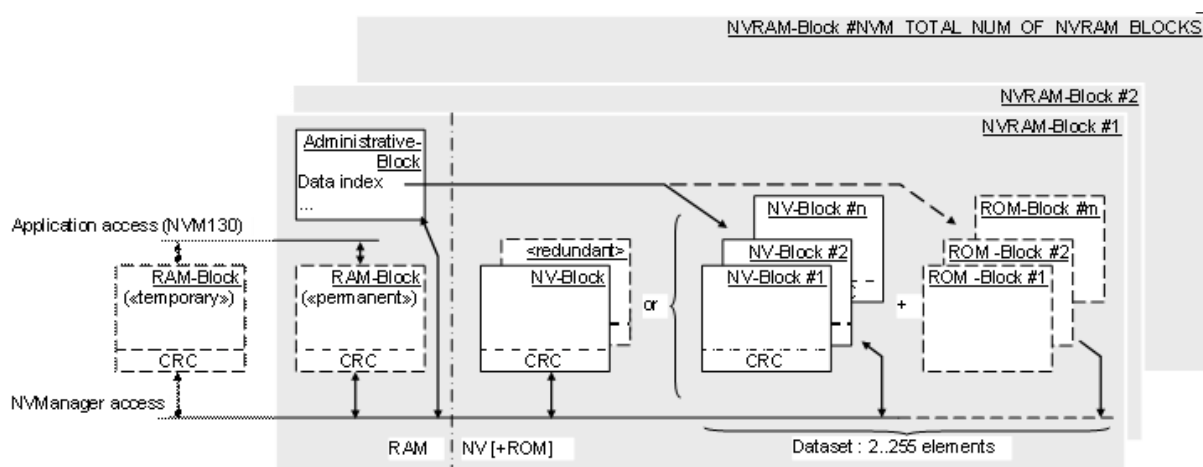 NVRAM-Block #NVM TOTAL NUM OF NVRAM BLOCKS
NVRAM-Block #2
NVRAM-Block #1
Administrative-
Block
Data index
...
Application access (NVM130)
RAM-Block
(«temporary»)
CRC
RAM-Block
(«permanent»)
CRC
<redundant>
NV-Block
or
NV-Block #n
NV-Block #2
NV-Block #1
CRC
+
ROM-Block #n
ROM -Block #2
ROM -Block #1
NVManager access
RAM
NV [+ROM]
Dataset : 2..255 elements